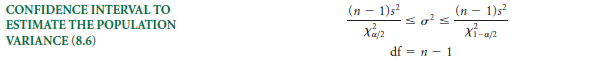 CONFIDENCE INTERVAL TO
ESTIMATE THE POPULATION
VARIANCE (8.6)
(n − 1)s² / χ²α/2 ≤ σ² ≤ (n − 1)s² / χ²1−α/2
df = n − 1